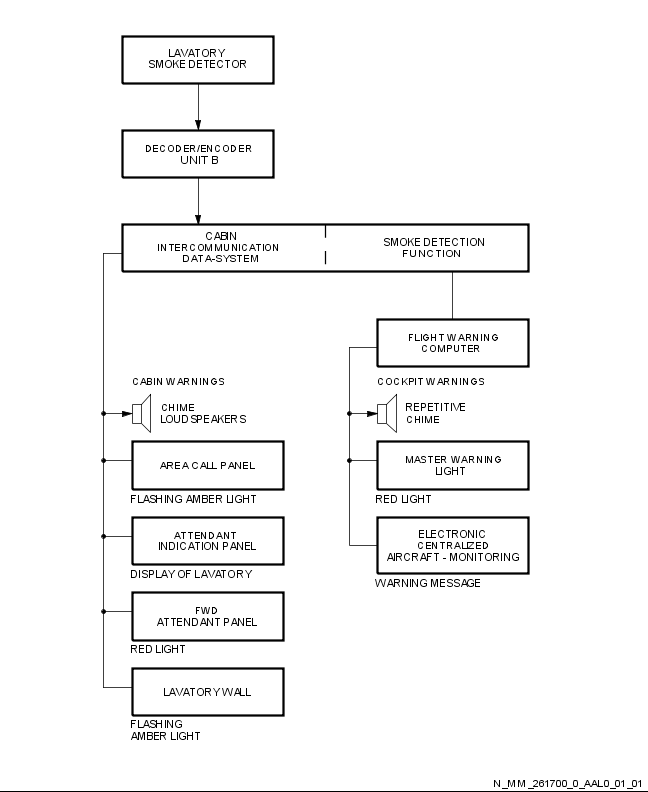 LAVATORY
SMOKE DETECTOR
DECODER/ENCODER
UNIT B
CABIN
INTERCOMMUNICATION
DATA-SYSTEM
SMOKE DETECTION
FUNCTION
FLIGHT WARNING
COMPUTER
CABIN WARNINGS
CHIME
LOUDSPEAKERS
AREA CALL PANEL
FLASHING AMBER LIGHT
ATTENDANT
INDICATION PANEL
DISPLAY OF LAVATORY
FWD
ATTENDANT PANEL
RED LIGHT
LAVATORY WALL
FLASHING
AMBER LIGHT
COCKPIT WARNINGS
REPETITIVE
CHIME
MASTER WARNING
LIGHT
RED LIGHT
ELECTRONIC
CENTRALIZED
AIRCRAFT - MONITORING
WARNING MESSAGE
N_MM_261700_0_AAL0_01_01